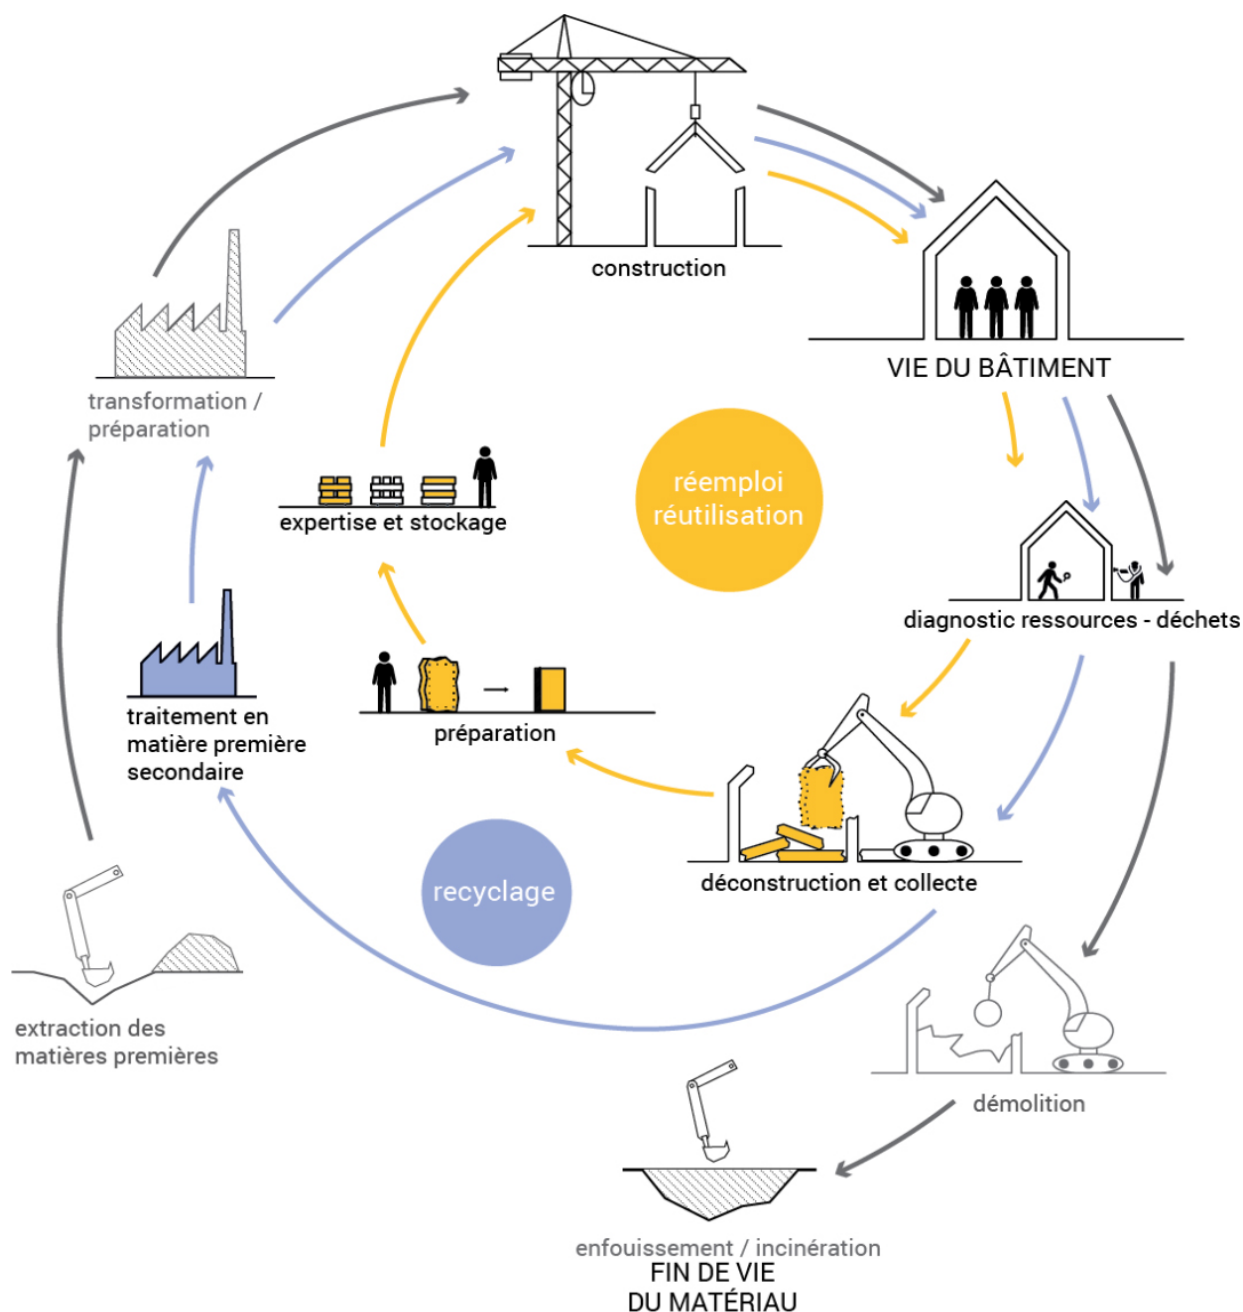 construction
VIE DU BÂTIMENT
transformation /
préparation
réemploi
réutilisation
expertise et stockage
diagnostic ressources - déchets
traitement en
matière première
secondaire
préparation
déconstruction et collecte
recyclage
extraction des
matières premières
démolition
enfouissement / incinération
FIN DE VIE
DU MATÉRIAU